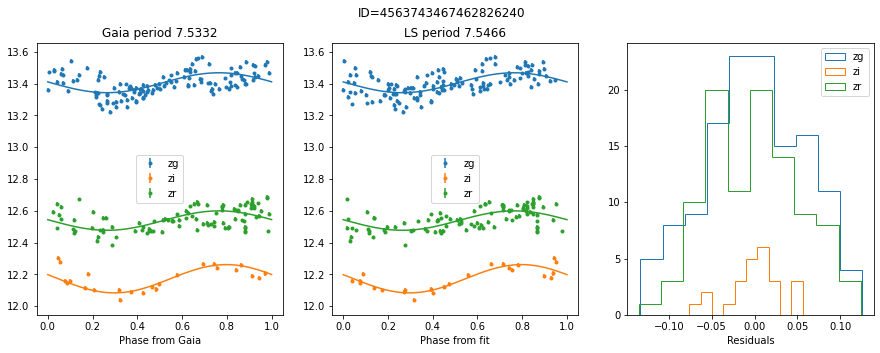 ID=4563743467462826240
Gaia period 7.5332
LS period 7.5466
13.6
13.4
13.2
13.0
12.8
12.6
12.4
12.2
12.0
zg
zi
zr
0.0 0.2 0.4 0.6 0.8 1.0
Phase from Gaia
13.6
13.4
13.2
13.0
12.8
12.6
12.4
12.2
12.0
zg
zi
zr
0.0 0.2 0.4 0.6 0.8 1.0
Phase from fit
20
15
10
5
0
zg
zi
zr
−0.10 −0.05 0.00 0.05 0.10
Residuals